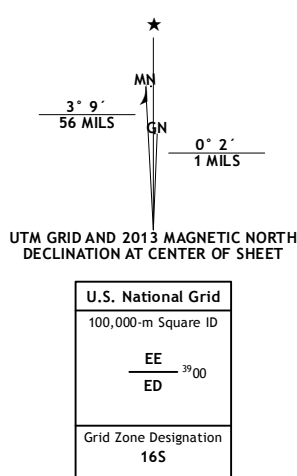 ★
MN
3° 9´
56 MILS
GN
0° 2´
1 MILS
UTM GRID AND 2013 MAGNETIC NORTH
DECLINATION AT CENTER OF SHEET
U.S. National Grid
100,000-m Square ID
EE
³⁹00
ED
Grid Zone Designation
16S